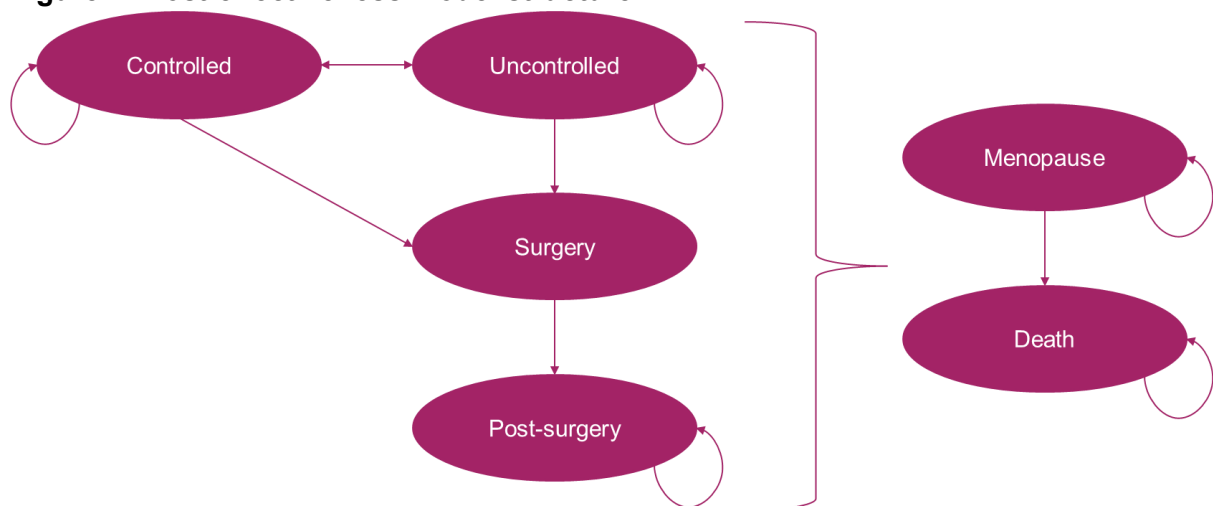 Controlled
Uncontrolled
Menopause
Surgery
Death
Post-surgery